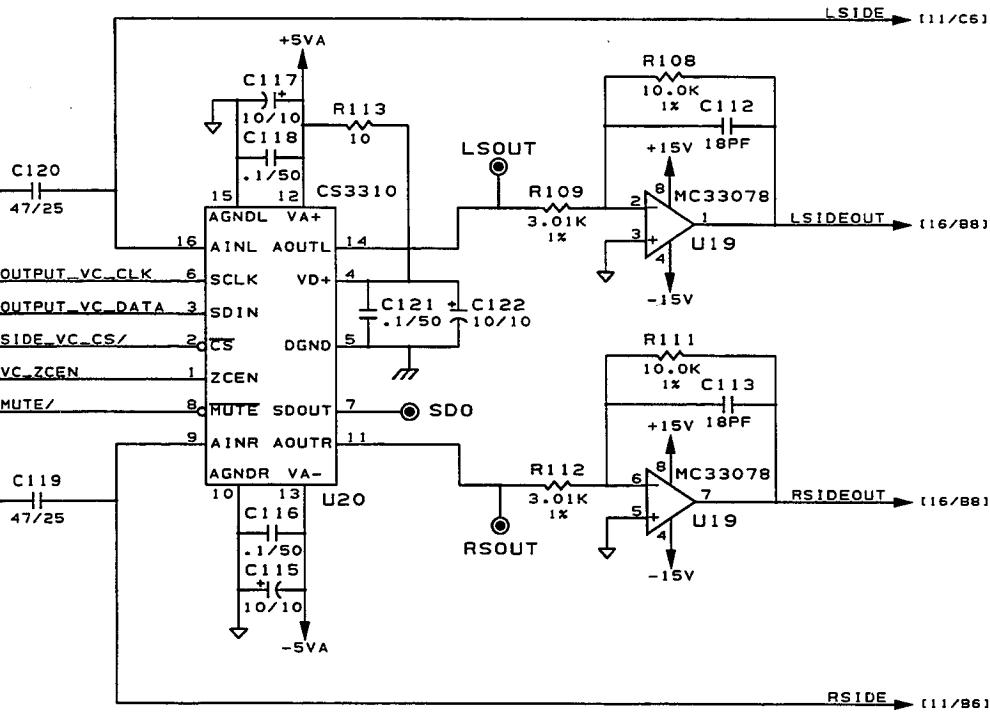 LSIDE [11/C6]
+5VA
C117
10/10
R113
10
C118
.1/50
R108
10.0K
1%
C112
18PF
+15V
LSOUT
C120
47/25
15 12 CS3310
AGNDL VA+
R109
3.01K
1%
8 MC33078
2
3
1
4
U19
-15V
LSIDEOUT [16/B8]
16 AINL AOUTL 14
OUTPUT_VC_CLK 6 SCLK VD+ 4
OUTPUT_VC_DATA 3 SDIN
C121
.1/50
C122
10/10
SIDE_VC_CS/ 2 CS DGND 5
VC_ZCEN 1 ZCEN
MUTE/ 8 MUTE SDOUT 7 SDO
9 AINR AOUTR 11
AGNDR VA-
10 13 U20
R111
10.0K
1%
C113
18PF
+15V
C119
47/25
R112
3.01K
1%
8 MC33078
6
5
7
4
U19
-15V
RSIDEOUT [16/B8]
RSOUT
C116
.1/50
C115
10/10
-5VA
RSIDE [11/B6]